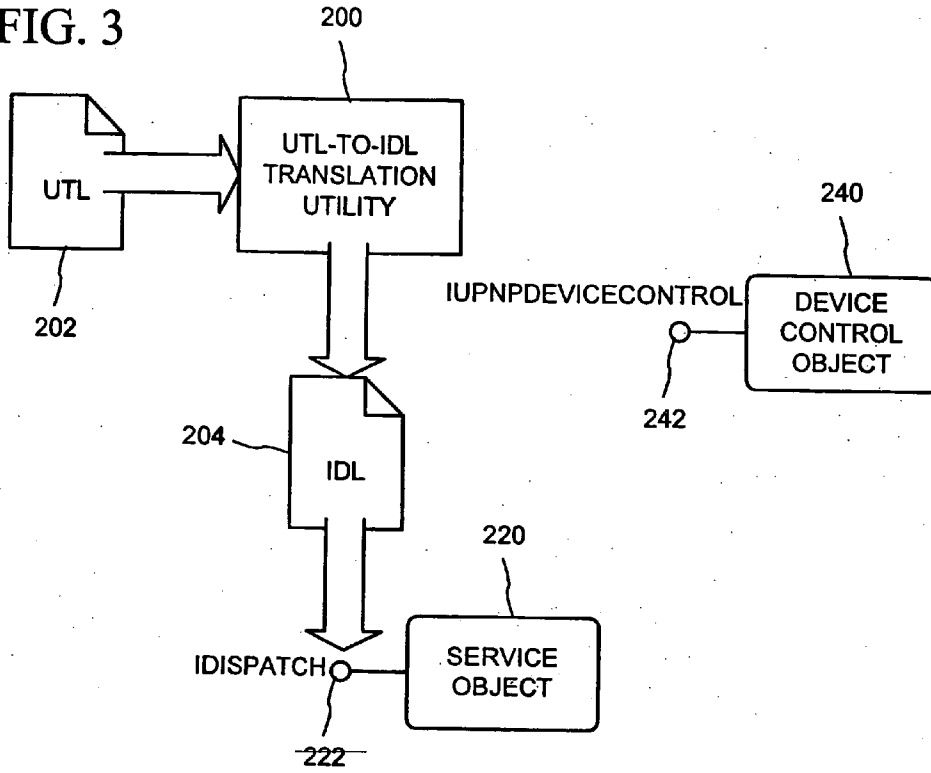 FIG. 3
200
UTL
UTL-TO-IDL
TRANSLATION
UTILITY
202
240
IUPNPDEVICECONTROL
DEVICE
CONTROL
OBJECT
242
204
IDL
220
IDISPATCH
SERVICE
OBJECT
222